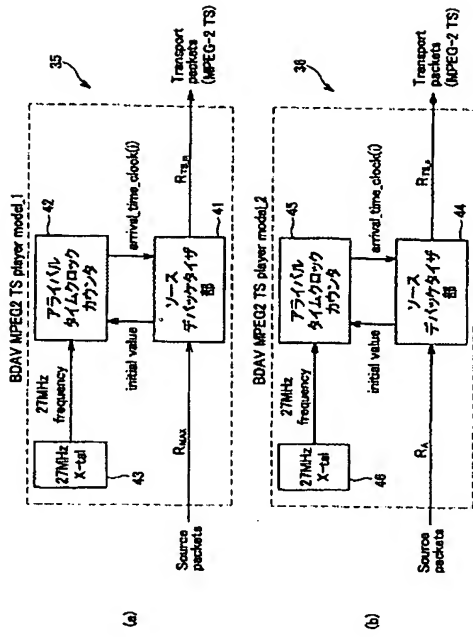 (a)
BDAV MPEG2 TS player model_1
35
27MHz
X-tal
43
27MHz
frequency
アライバル
タイムクロック
カウンタ
42
initial value
arrival_time_clock(i)
Source
packets
R_MAX
ソース
デパケッタイザ
部
41
R_TS_n
Transport
packets
(MPEG-2 TS)
(b)
BDAV MPEG2 TS player model_2
36
27MHz
X-tal
46
27MHz
frequency
アライバル
タイムクロック
カウンタ
45
initial value
arrival_time_clock(i)
Source
packets
R_A
ソース
デパケッタイザ
部
44
Transport
packets
(MPEG-2 TS)